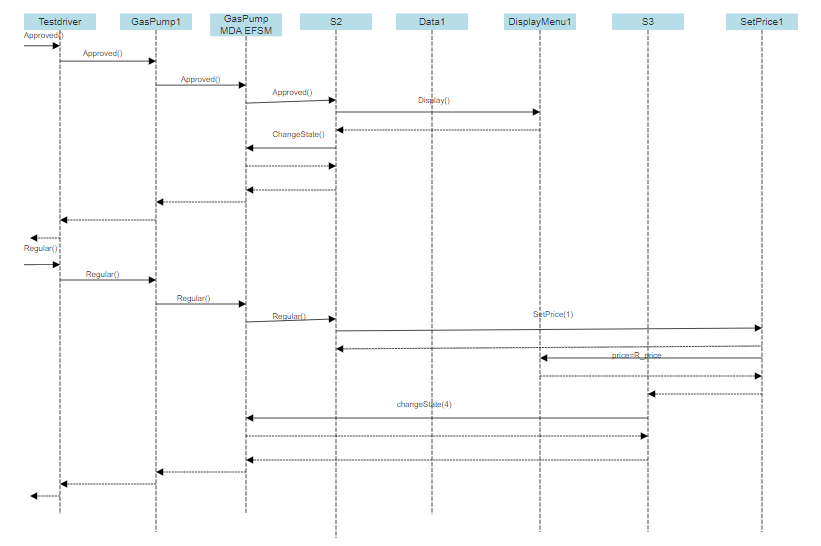 Testdriver
GasPump1
GasPump
MDA EFSM
S2
Data1
DisplayMenu1
S3
SetPrice1
Approved()
Approved()
Approved()
Approved()
Display()
ChangeState()
Regular()
Regular()
Regular()
Regular()
SetPrice(1)
price=R_price
changeState(4)